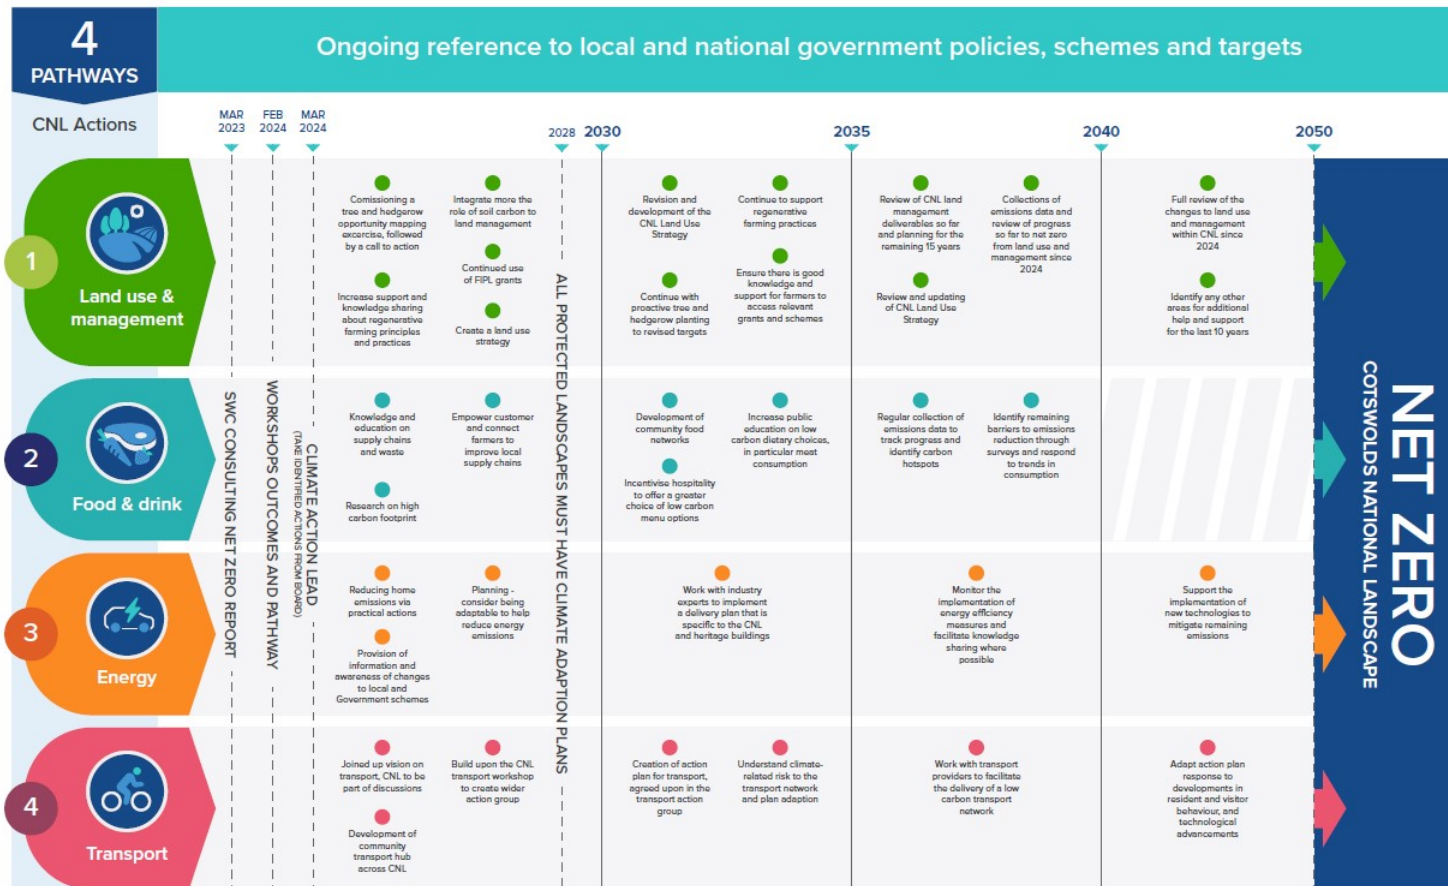 4
PATHWAYS
Ongoing reference to local and national government policies, schemes and targets
CNL Actions
MAR
2023
FEB
2024
MAR
2024
2028
2030
2035
2040
2050
1
Land use &
management
Comissioning a
tree and hedgerow
opportunity mapping
excercise, followed
by a call to action
Increase support and
knowledge sharing
about regenerative
farming principles
and practices
Integrate more the
role of soil carbon to
land management
Continued use
of FIPL grants
Create a land use
strategy
Revision and
development of the
CNL Land Use
Strategy
Continue with
proactive tree and
hedgerow planting
to revised targets
Continue to support
regenerative
farming practices
Ensure there is good
knowledge and
support for farmers to
access relevant
grants and schemes
Review of CNL land
management
deliverables so far
and planning for the
remaining 15 years
Review and updating
of CNL Land Use
Strategy
Collections of
emissions data and
review of progress
so far to net zero
from land use and
management since
2024
Full review of the
changes to land use
and management
within CNL since
2024
Identify any other
areas for additional
help and support
for the last 10 years
2
Food & drink
Knowledge and
education on
supply chains
and waste
Research on high
carbon footprint
Empower customer
and connect
farmers to
improve local
supply chains
Development of
community food
networks
Incentivise hospitality
to offer a greater
choice of low carbon
menu options
Increase public
education on low
carbon dietary choices,
in particular meat
consumption
Regular collection of
emissions data to
track progress and
identify carbon
hotspots
Identify remaining
barriers to emissions
reduction through
surveys and respond
to trends in
consumption
3
Energy
Reducing home
emissions via
practical actions
Provision of
information and
awareness of changes
to local and
Government schemes
Planning -
consider being
adaptable to help
reduce energy
emissions
Work with industry
experts to implement
a delivery plan that is
specific to the CNL
and heritage buildings
Monitor the
implementation of
energy efficiency
measures and
facilitate knowledge
sharing where
possible
Support the
implementation of
new technologies to
mitigate remaining
emissions
4
Transport
Joined up vision on
transport, CNL to be
part of discussions
Development of
community
transport hub
across CNL
Build upon the CNL
transport workshop
to create wider
action group
Creation of action
plan for transport,
agreed upon in the
transport action
group
Understand climate-
related risk to the
transport network
and plan adaption
Work with transport
providers to facilitate
the delivery of a low
carbon transport
network
Adapt action plan
response to
developments in
resident and visitor
behaviour, and
technological
advancements
SWC CONSULTING NET ZERO REPORT
WORKSHOPS OUTCOMES AND PATHWAY
CLIMATE ACTION LEAD
(TAKE IDENTIFIED ACTIONS FROM BOARD)
ALL PROTECTED LANDSCAPES MUST HAVE CLIMATE ADAPTION PLANS
NET ZERO
COTSWOLDS NATIONAL LANDSCAPE